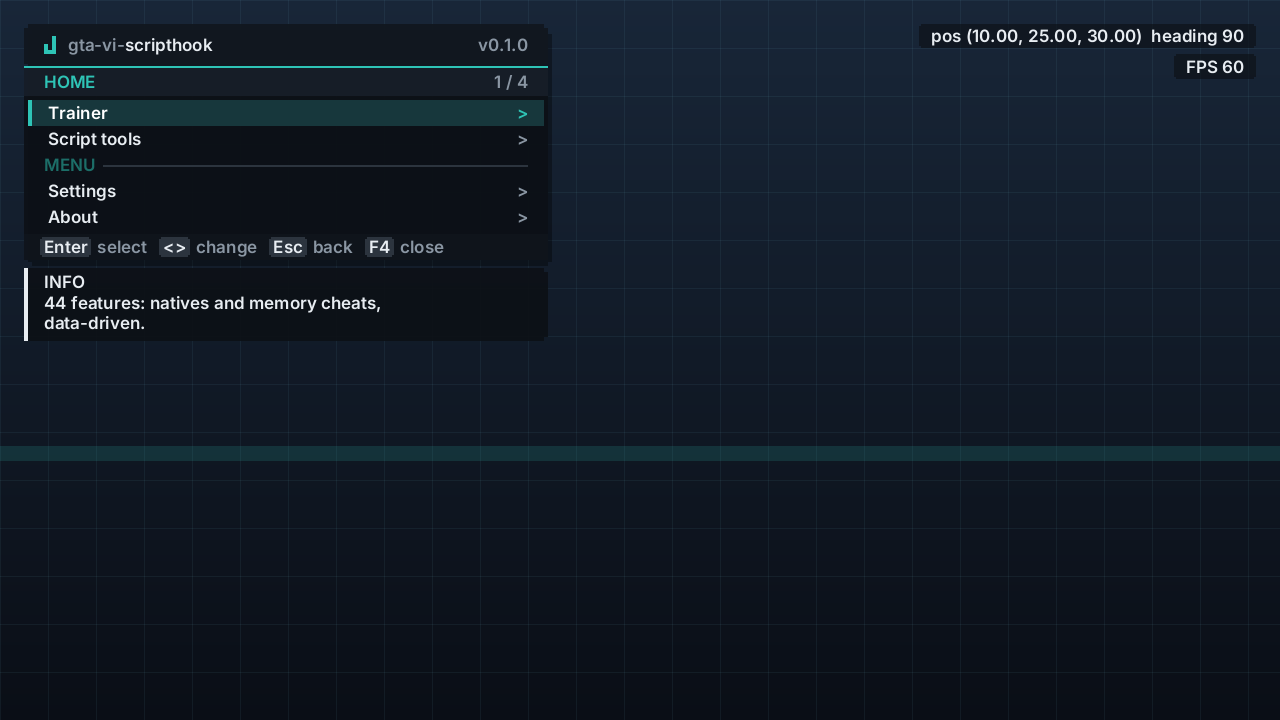 gta-vi-scripthook v0.1.0
HOME 1 / 4
Trainer >
Script tools >
MENU
Settings >
About >
Enter select <> change Esc back F4 close
INFO
44 features: natives and memory cheats,
data-driven.
pos (10.00, 25.00, 30.00) heading 90
FPS 60